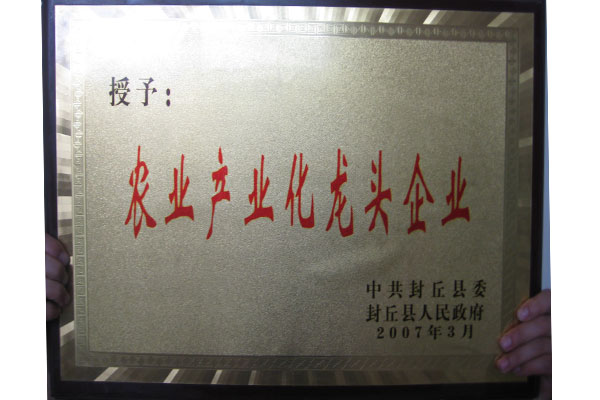 授予：
农业产业化龙头企业
中共封丘县委
封丘县人民政府
2007年3月